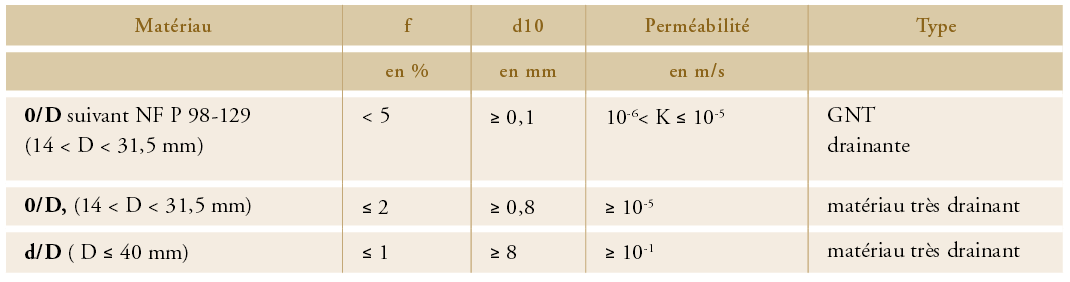 Matériau f d10 Perméabilité Type
en % en mm en m/s
0/D suivant NF P 98-129 < 5 ≥ 0,1 10⁻⁶< K ≤ 10⁻⁵ GNT
(14 < D < 31,5 mm) drainante
0/D, (14 < D < 31,5 mm) ≤ 2 ≥ 0,8 ≥ 10⁻⁵ matériau très drainant
d/D ( D ≤ 40 mm) ≤ 1 ≥ 8 ≥ 10⁻¹ matériau très drainant